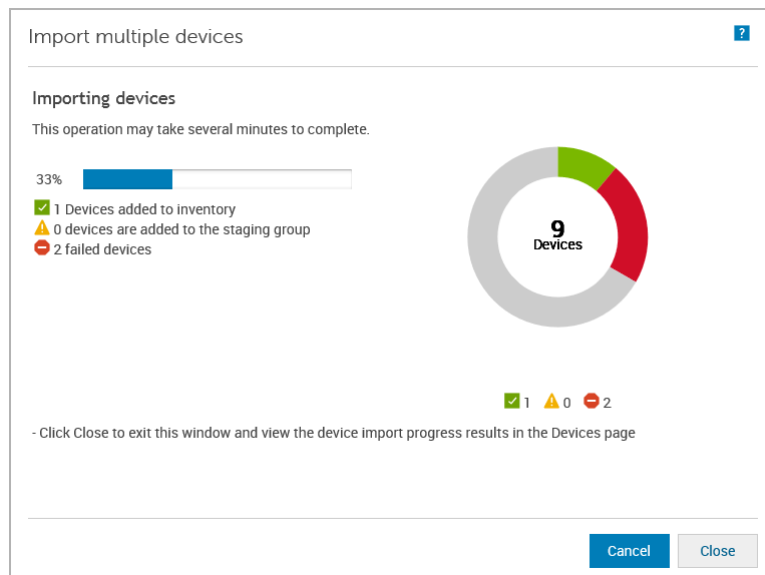 Import multiple devices
?
Importing devices
This operation may take several minutes to complete.
33%
1 Devices added to inventory
0 devices are added to the staging group
2 failed devices
9
Devices
1 0 2
- Click Close to exit this window and view the device import progress results in the Devices page
Cancel Close